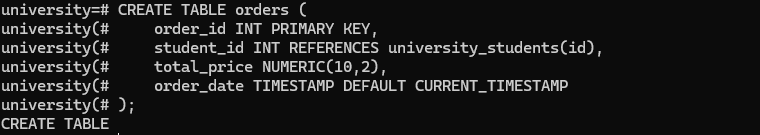 university=# CREATE TABLE orders (
university(#     order_id INT PRIMARY KEY,
university(#     student_id INT REFERENCES university_students(id),
university(#     total_price NUMERIC(10,2),
university(#     order_date TIMESTAMP DEFAULT CURRENT_TIMESTAMP
university(# );
CREATE TABLE